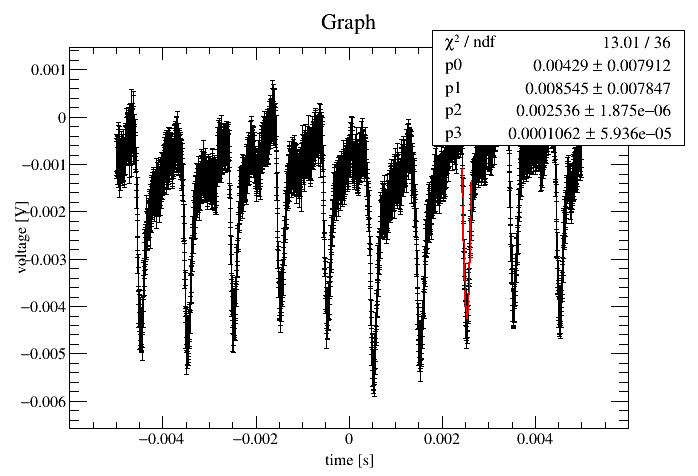 Graph
χ² / ndf 13.01 / 36
p0 0.00429 ± 0.007912
p1 0.008545 ± 0.007847
p2 0.002536 ± 1.875e−06
p3 0.0001062 ± 5.936e−05
voltage [V]
0.001
0
−0.001
−0.002
−0.003
−0.004
−0.005
−0.006
−0.004
−0.002
0
0.002
0.004
time [s]